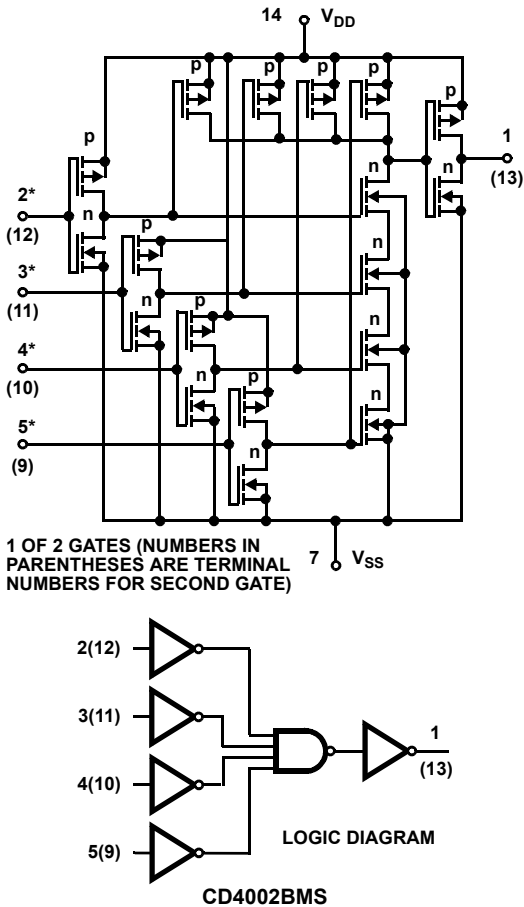 14 VDD
p
p
p
p
p
p
1
(13)
n
n
2*
(12)
n
p
3*
(11)
n
n
p
4*
(10)
n
n
p
5*
(9)
n
n
1 OF 2 GATES (NUMBERS IN
PARENTHESES ARE TERMINAL
NUMBERS FOR SECOND GATE)
7 VSS
2(12)
3(11)
4(10)
5(9)
1
(13)
LOGIC DIAGRAM
CD4002BMS